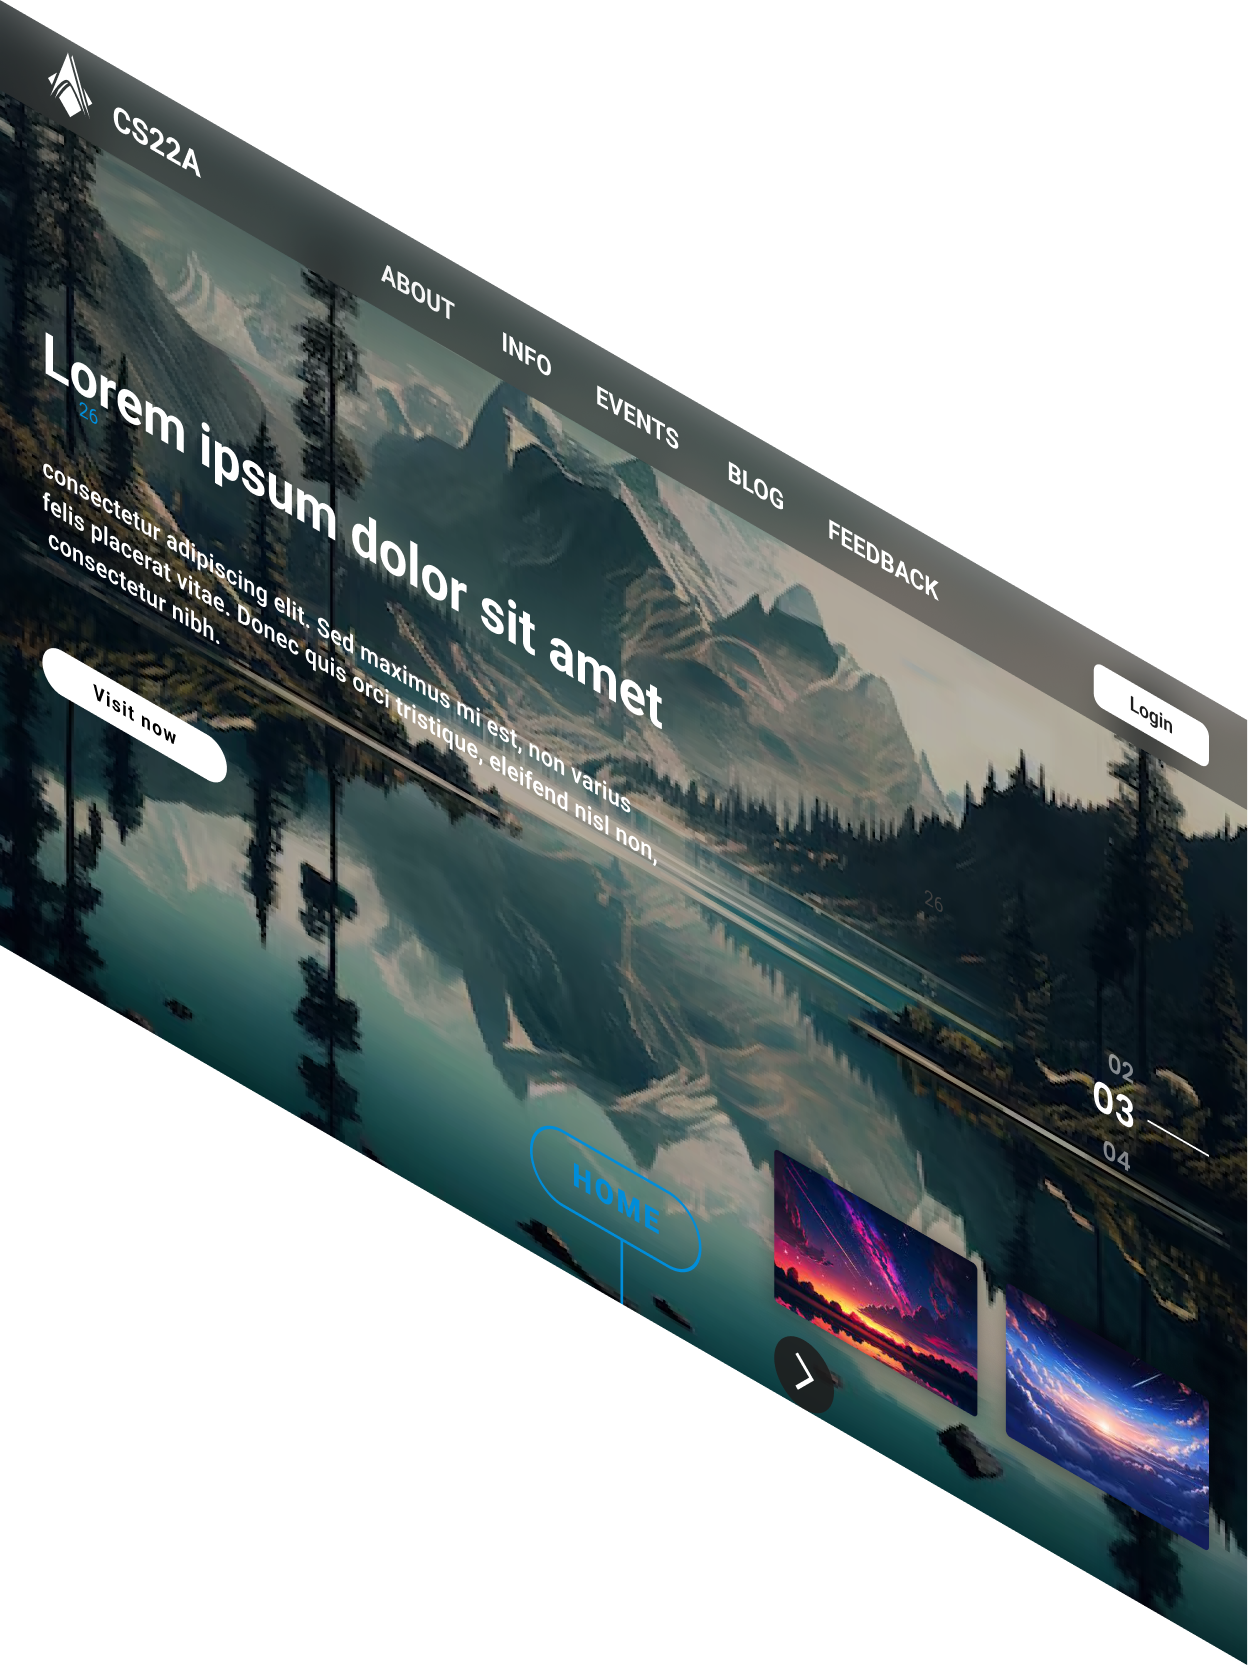 CS22A
ABOUT
INFO
EVENTS
BLOG
FEEDBACK
Login
Lorem ipsum dolor sit amet
26
consectetur adipiscing elit. Sed maximus mi est, non varius
felis placerat vitae. Donec quis orci tristique, eleifend nisl non,
consectetur nibh.
Visit now
26
02
03
04
HOME